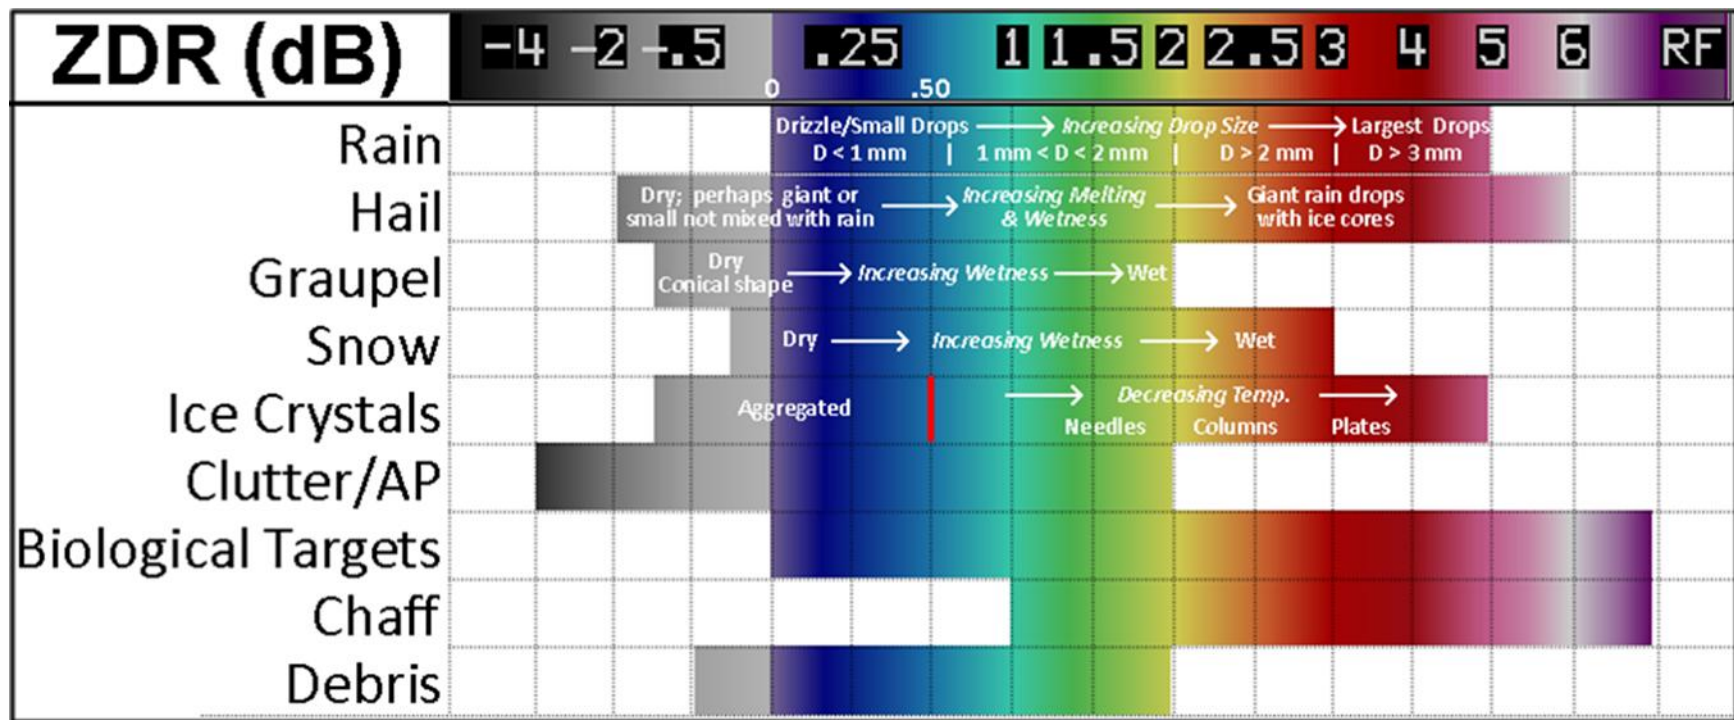 ZDR (dB) -4 -2 -.5 .25 1 1.5 2 2.5 3 4 5 6 RF
0 .50
Rain
Drizzle/Small Drops Increasing Drop Size Largest Drops
D < 1 mm | 1 mm < D < 2 mm | D > 2 mm | D > 3 mm
Hail
Dry; perhaps giant or
small not mixed with rain
Increasing Melting
& Wetness
Giant rain drops
with ice cores
Graupel
Dry
Conical shape
Increasing Wetness
Wet
Snow
Dry Increasing Wetness Wet
Ice Crystals
Aggregated
Decreasing Temp.
Needles Columns Plates
Clutter/AP
Biological Targets
Chaff
Debris